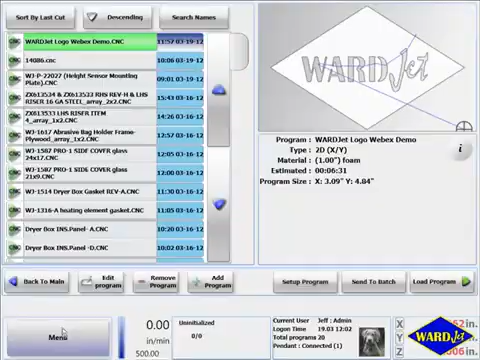 Sort By Last Cut
Descending
Search Names
WARDJet Logo Webex Demo.CNC 11:57 03-19-12
14086.cnc 10:06 03-19-12
WJ-P-22027 (Height Sensor Mounting
Plate).CNC 09:01 03-19-12
ZX613534 & ZX613533 RHS REV-H & LHS
RISER 16 GA STEEL_array_2x2.CNC 15:43 03-16-12
ZX613533 LHS RISER ITEM
4_array_2x2.CNC 14:26 03-16-12
WJ-1617 Abrasive Bag Holder Frame-
Plywood_array_1x2.CNC 12:57 03-16-12
WJ-1587 PRO-1 SIDE COVER glass
24x17.CNC 12:05 03-16-12
WJ-1587 PRO-1 SIDE COVER glass
21x9.CNC 12:00 03-16-12
WJ-1514 Dryer Box Gasket REV-A.CNC 11:30 03-16-12
WJ-1316-A heating element gasket.CNC 11:05 03-16-12
Dryer Box INS.Panel- A.CNC 10:20 03-16-12
Dryer Box INS.Panel -D.CNC 10:02 03-16-12
WARDJet
Program : WARDJet Logo Webex Demo
Type : 2D (X/Y)
Material : (1.00") foam
Estimated : 00:06:31
Program Size : X: 3.09" Y: 4.84"
i
Back To Main
Edit
program
Remove
Program
Add
Program
Setup Program
Send To Batch
Load Program
Menu
0.00
in/min
500.00
Uninitialized
0/0
Current User Jeff : Admin
Logon Time 19.03 12:02
Total programs 20
Pendant : Connected (1)
X
Y
Z
in.
in.
WARDJet